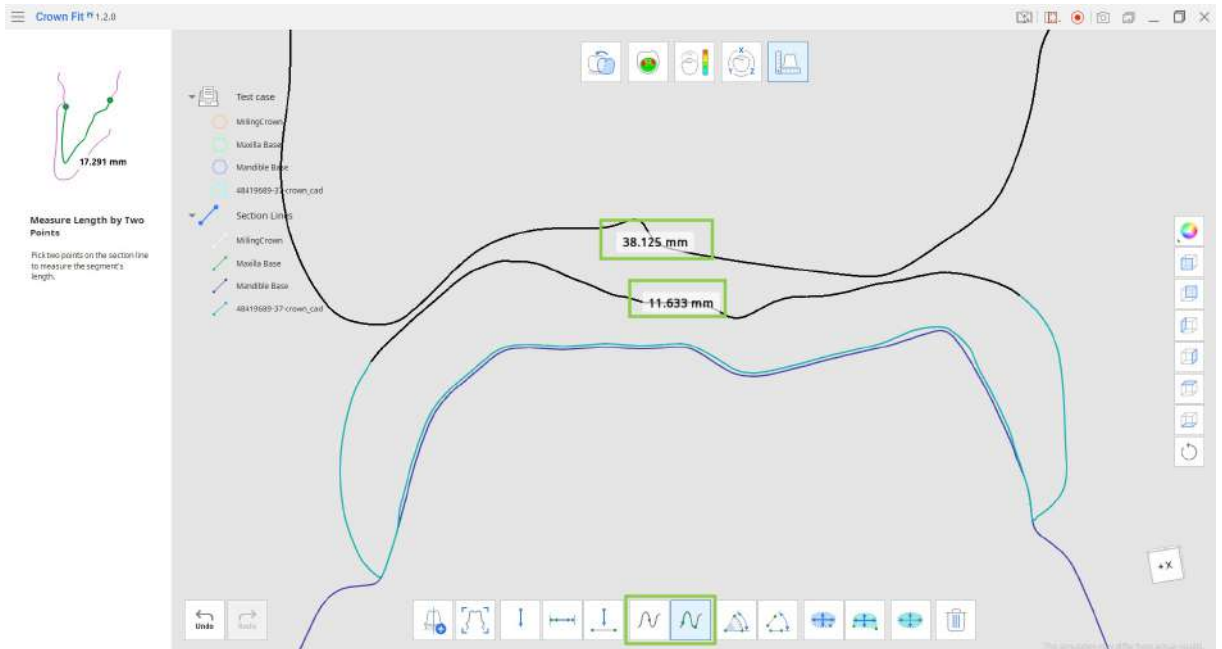 Crown Fit 1.2.0
17.291 mm
Measure Length by Two
Points
Pick two points on the section line
to measure the segment's
length.
Test case
MilingCrown
Maxilla Base
Mandible Base
48419689-37-crown_cad
Section Lines
MilingCrown
Maxilla Base
Mandible Base
48419689-37-crown_cad
38.125 mm
11.633 mm
X
Y
Z
+X
Undo
Redo